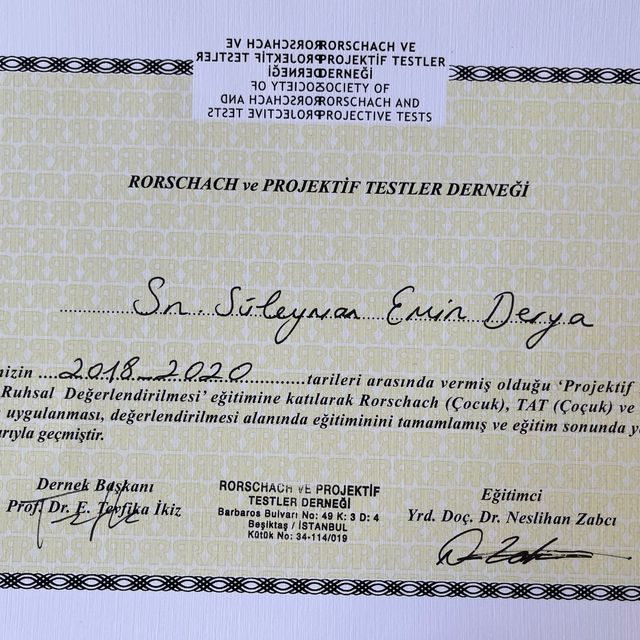 RORSCHACH VE
PROJEKTİF TESTLER
DERNEĞİ
SOCIETY OF
RORSCHACH AND
PROJECTIVE TESTS
RORSCHACH ve PROJEKTİF TESTLER DERNEĞİ
Sn. Süleyman Emin Derya
mizin 2018-2020 tarileri arasında vermiş olduğu ‘Projektif
Ruhsal Değerlendirilmesi’ eğitimine katılarak Rorschach (Çocuk), TAT (Çoçuk) ve
uygulanması, değerlendirilmesi alanında eğitiminini tamamlamış ve eğitim sonunda
arıyla geçmiştir.
Dernek Başkanı
Prof. Dr. E. Tevfika İkiz
RORSCHACH VE PROJEKTİF
TESTLER DERNEĞİ
Barbaros Bulvarı No: 49 K: 3 D: 4
Beşiktaş / İSTANBUL
Kütük No: 34-114/019
Eğitimci
Yrd. Doç. Dr. Neslihan Zabcı